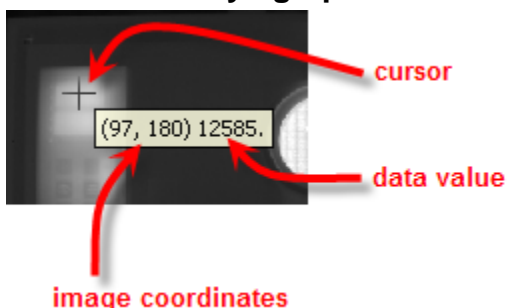 cursor
(97, 180) 12585.
data value
image coordinates